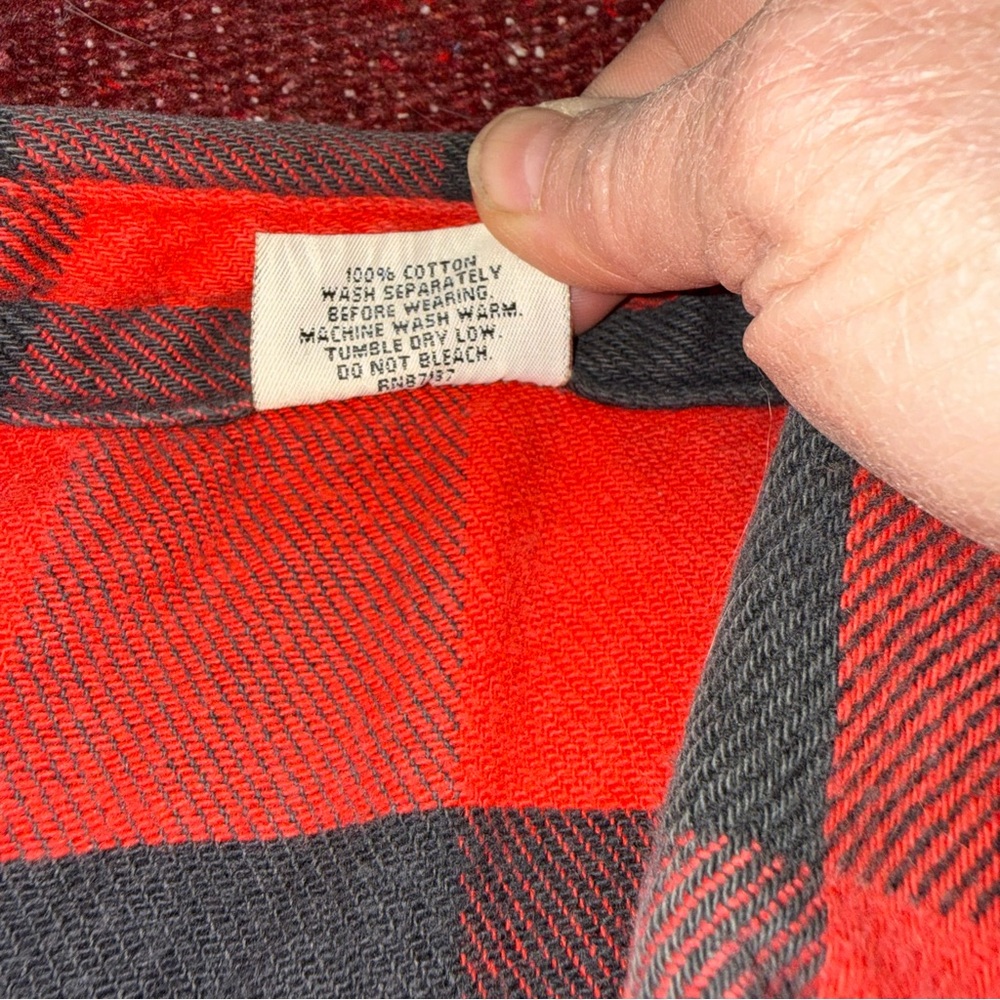 100% COTTON
WASH SEPARATELY
BEFORE WEARING.
MACHINE WASH WARM.
TUMBLE DRY LOW.
DO NOT BLEACH.